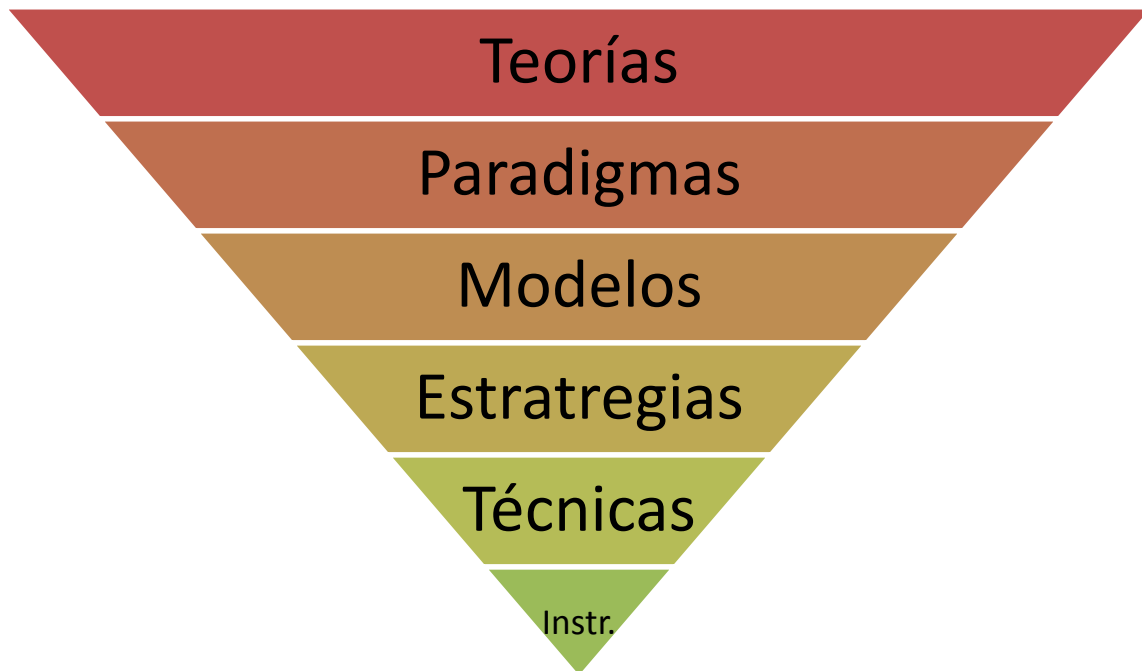 Teorías
Paradigmas
Modelos
Estratregias
Técnicas
Instr.